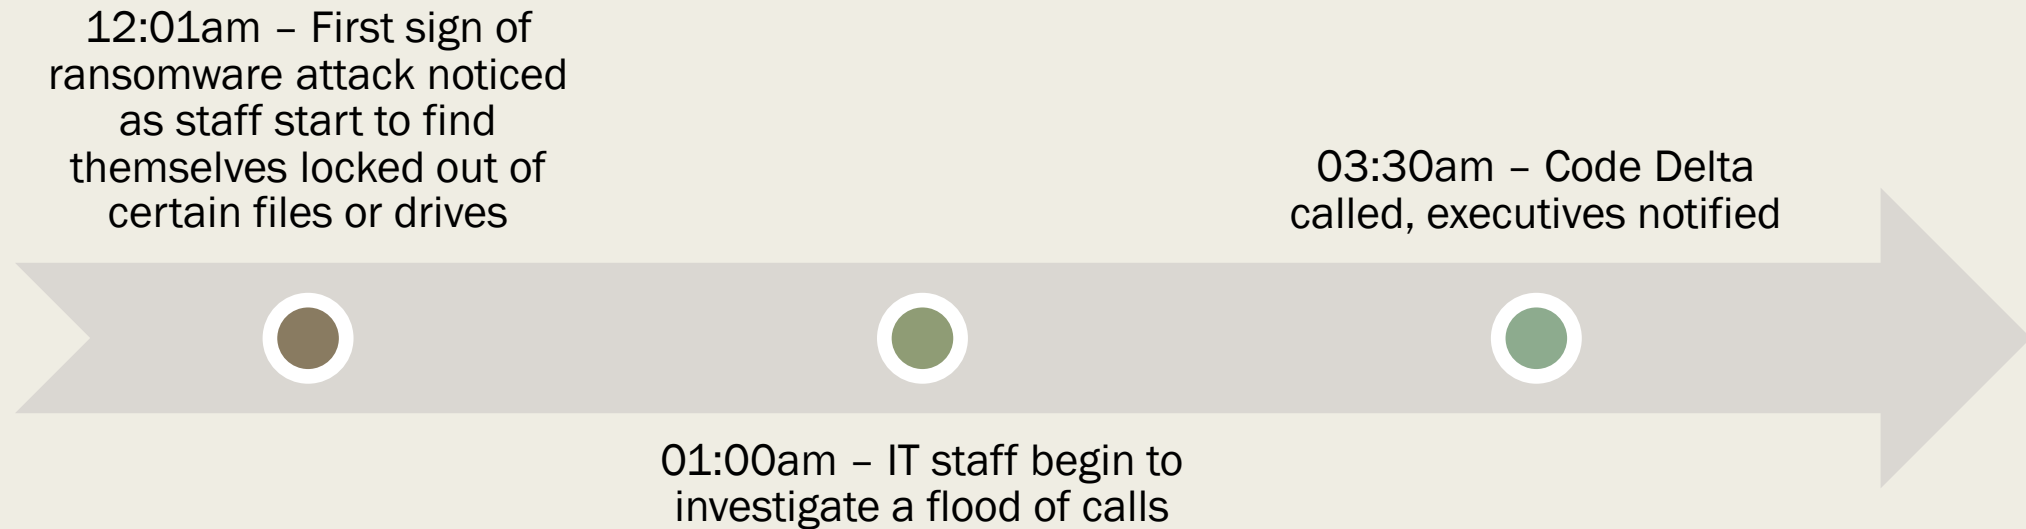 12:01am – First sign of
ransomware attack noticed
as staff start to find
themselves locked out of
certain files or drives
01:00am – IT staff begin to
investigate a flood of calls
03:30am – Code Delta
called, executives notified